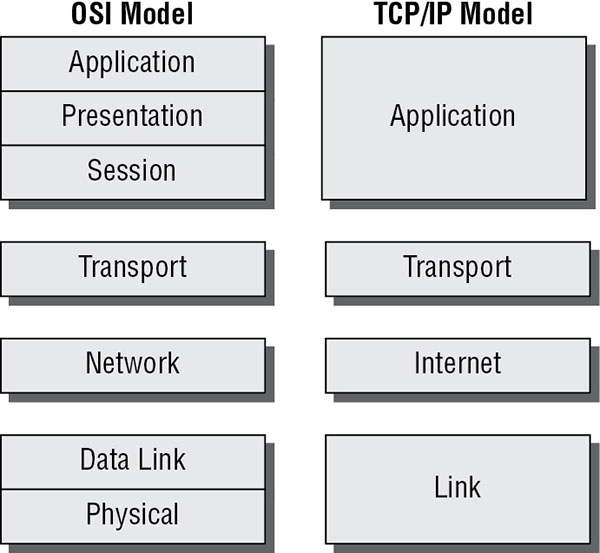 OSI Model
TCP/IP Model
Application
Presentation
Session
Application
Transport
Transport
Network
Internet
Data Link
Physical
Link